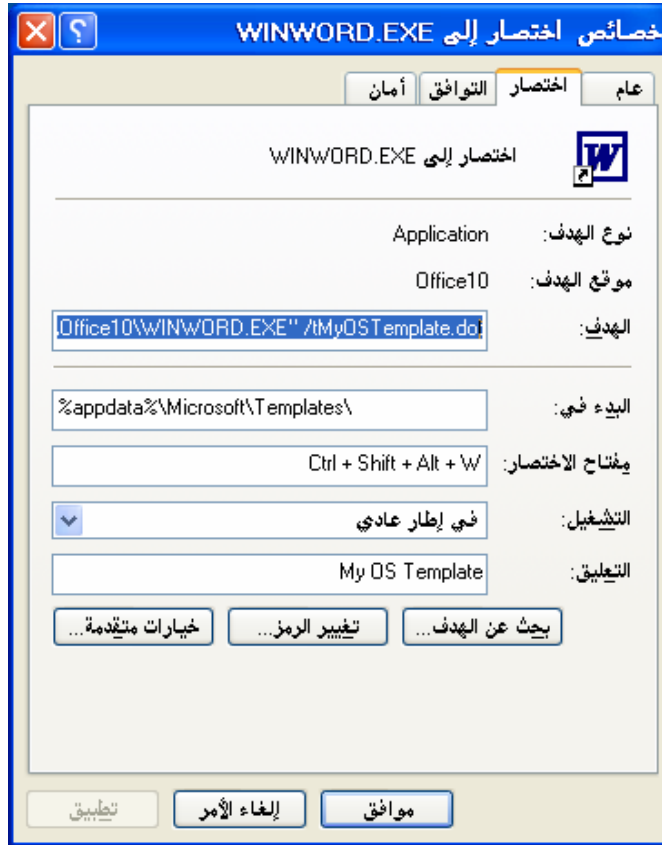 خصائص اختصار إلى WINWORD.EXE
عام اختصار التوافق أمان
اختصار إلى WINWORD.EXE
نوع الهدف: Application
موقع الهدف: Office10
الهدف: Office10\WINWORD.EXE" /tMyOSTemplate.dot
البدء في: %appdata%\Microsoft\Templates\
مفتاح الاختصار: Ctrl + Shift + Alt + W
التشغيل: في إطار عادي
التعليق: My OS Template
بحث عن الهدف... تغيير الرمز... خيارات متقدمة...
موافق إلغاء الأمر تطبيق